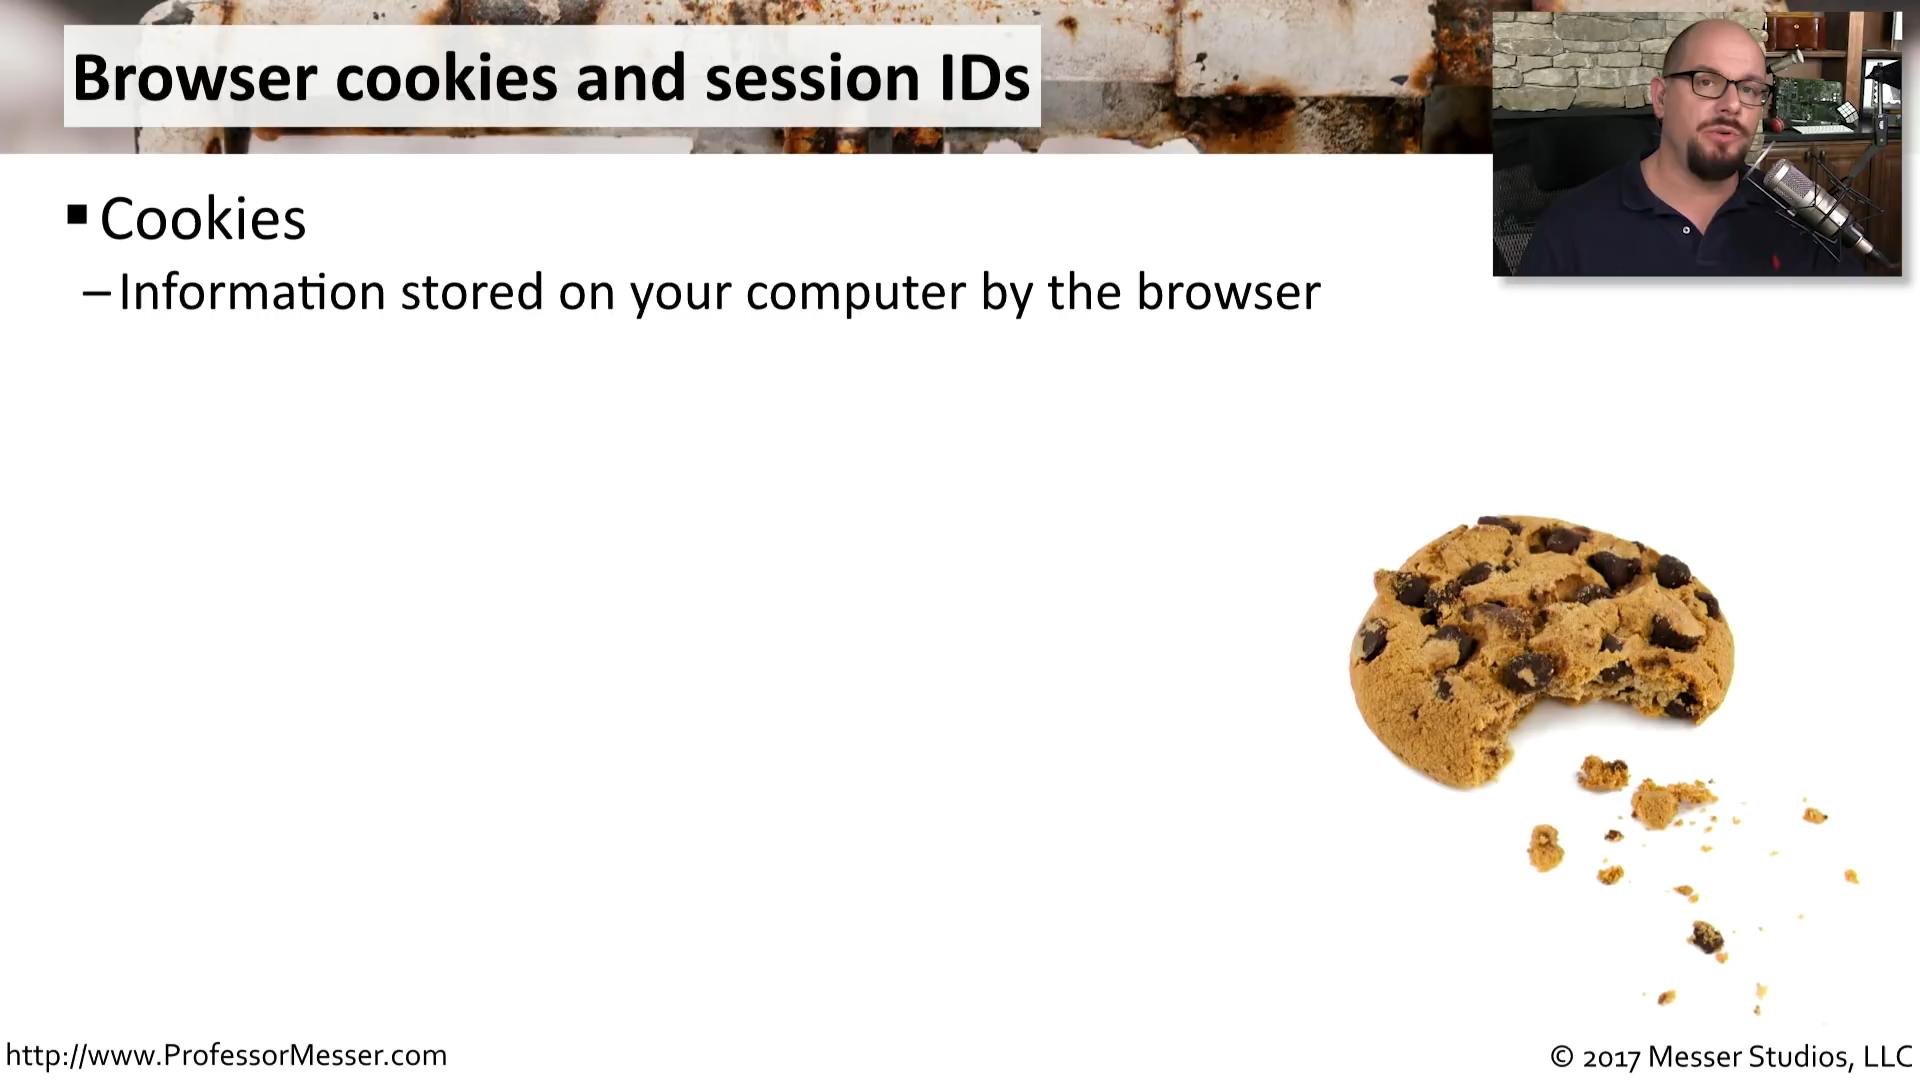 Browser cookies and session IDs
▪ Cookies
– Information stored on your computer by the browser
http://www.ProfessorMesser.com
© 2017 Messer Studios, LLC